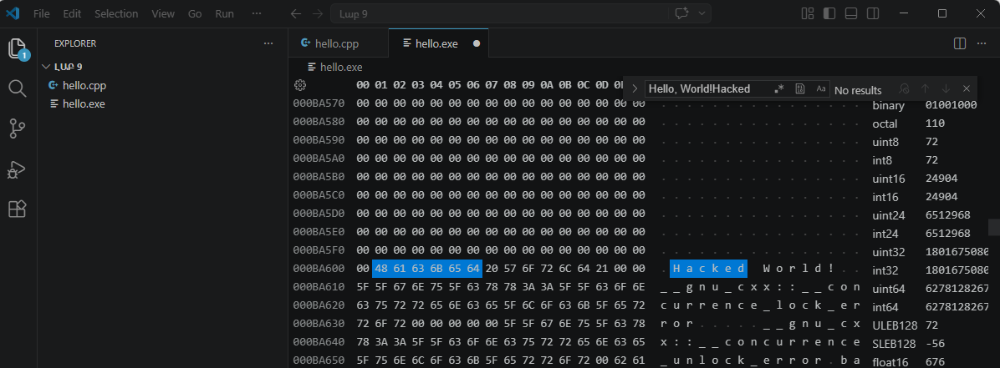 File Edit Selection View Go Run ··· Լաբ 9
EXPLORER ··· hello.cpp hello.exe ●
ԼԱԲ 9 hello.exe
hello.cpp
hello.exe
00 01 02 03 04 05 06 07 08 09 0A 0B 0C 0D
Hello, World!Hacked Aa No results
000BA570 00 00 00 00 00 00 00 00 00 00 00 00 00 00 00 00 . . . . . . . . . . . . . . . . binary 01001000
000BA580 00 00 00 00 00 00 00 00 00 00 00 00 00 00 00 00 . . . . . . . . . . . . . . . . octal 110
000BA590 00 00 00 00 00 00 00 00 00 00 00 00 00 00 00 00 . . . . . . . . . . . . . . . . uint8 72
000BA5A0 00 00 00 00 00 00 00 00 00 00 00 00 00 00 00 00 . . . . . . . . . . . . . . . . int8 72
000BA5B0 00 00 00 00 00 00 00 00 00 00 00 00 00 00 00 00 . . . . . . . . . . . . . . . . uint16 24904
000BA5C0 00 00 00 00 00 00 00 00 00 00 00 00 00 00 00 00 . . . . . . . . . . . . . . . . int16 24904
000BA5D0 00 00 00 00 00 00 00 00 00 00 00 00 00 00 00 00 . . . . . . . . . . . . . . . . uint24 6512968
000BA5E0 00 00 00 00 00 00 00 00 00 00 00 00 00 00 00 00 . . . . . . . . . . . . . . . . int24 6512968
000BA5F0 00 00 00 00 00 00 00 00 00 00 00 00 00 00 00 00 . . . . . . . . . . . . . . . . uint32 1801675080
000BA600 00 48 61 63 6B 65 64 20 57 6F 72 6C 64 21 00 00 . H a c k e d W o r l d ! . . int32 1801675080
000BA610 5F 5F 67 6E 75 5F 63 78 78 3A 3A 5F 5F 63 6F 6E _ _ g n u _ c x x : : _ _ c o n uint64 6278128267
000BA620 63 75 72 72 65 6E 63 65 5F 6C 6F 63 6B 5F 65 72 c u r r e n c e _ l o c k _ e r int64 6278128267
000BA630 72 6F 72 00 00 00 00 00 5F 5F 67 6E 75 5F 63 78 r o r . . . . . _ _ g n u _ c x ULEB128 72
000BA640 78 3A 3A 5F 5F 63 6F 6E 63 75 72 72 65 6E 63 65 x : : _ _ c o n c u r r e n c e SLEB128 -56
000BA650 5F 75 6E 6C 6F 63 6B 5F 65 72 72 6F 72 00 62 61 _ u n l o c k _ e r r o r . b a float16 676
1